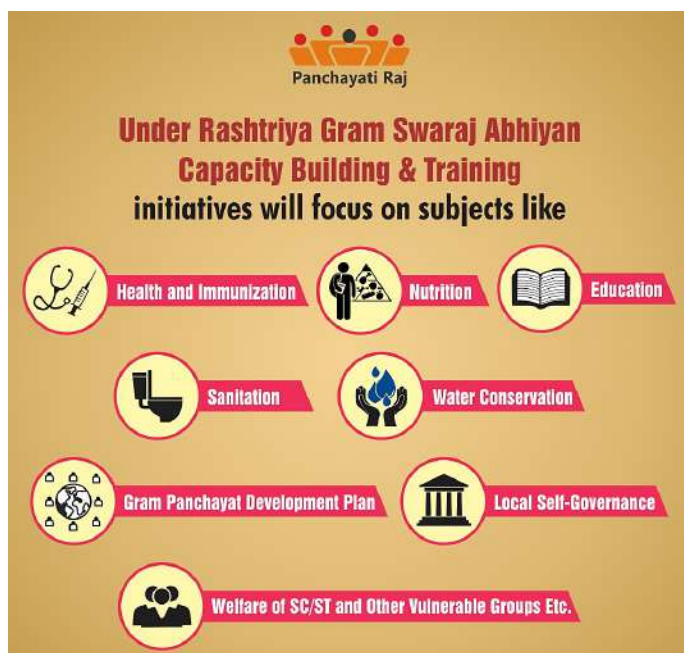 Panchayati Raj
Under Rashtriya Gram Swaraj Abhiyan
Capacity Building & Training
initiatives will focus on subjects like
Health and Immunization
Nutrition
Education
Sanitation
Water Conservation
Gram Panchayat Development Plan
Local Self-Governance
Welfare of SC/ST and Other Vulnerable Groups Etc.